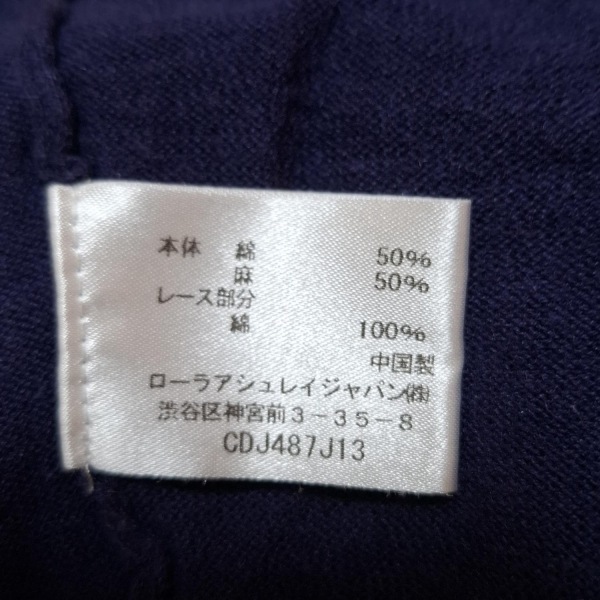 本体 綿 50%
麻 50%
レース部分
綿 100%
中国製
ローラアシュレイジャパン㈱
渋谷区神宮前3-35-8
CDJ487J13